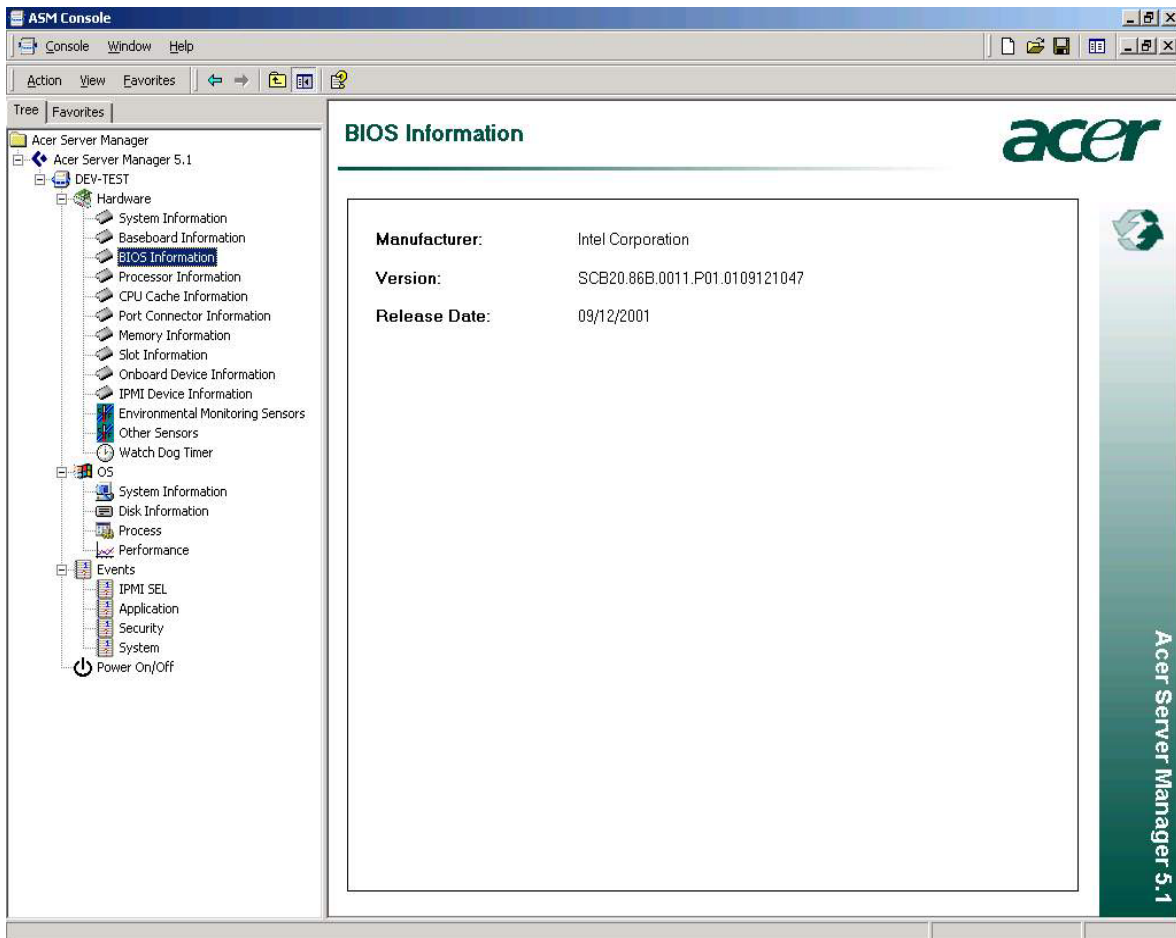 ASM Console
Console Window Help
Action View Favorites
Tree Favorites
Acer Server Manager
Acer Server Manager 5.1
DEV-TEST
Hardware
System Information
Baseboard Information
BIOS Information
Processor Information
CPU Cache Information
Port Connector Information
Memory Information
Slot Information
Onboard Device Information
IPMI Device Information
Environmental Monitoring Sensors
Other Sensors
Watch Dog Timer
OS
System Information
Disk Information
Process
Performance
Events
IPMI SEL
Application
Security
System
Power On/Off
BIOS Information
acer
Manufacturer: Intel Corporation
Version: SCB20.86B.0011.P01.0109121047
Release Date: 09/12/2001
Acer Server Manager 5.1